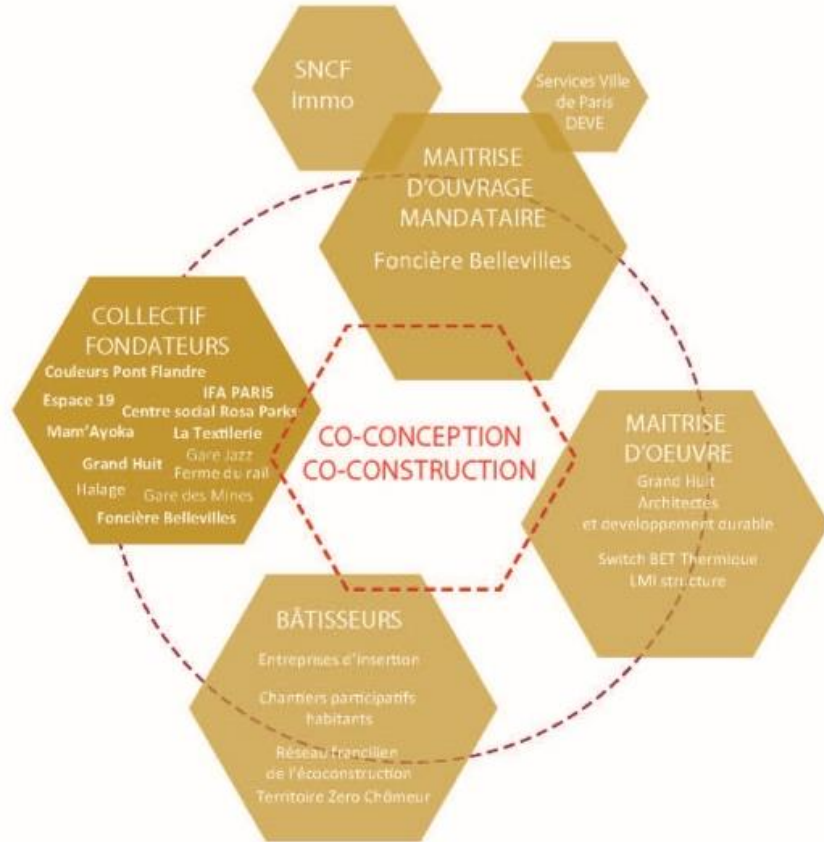 SNCF
Immo
Services Ville
de Paris
DEVE
MAITRISE
D'OUVRAGE
MANDATAIRE
Foncière Bellevilles
COLLECTIF
FONDATEURS
Couleurs Pont Flandre
IFA PARIS
Espace 19
Centre social Rosa Parks
Mam'Ayoka
La Textilerie
Gare Jazz
Grand Huit
Ferme du rail
Halage
Gare des Mines
Foncière Bellevilles
CO-CONCEPTION
CO-CONSTRUCTION
MAITRISE
D'OEUVRE
Grand Huit
Architectes
et developpement durable
Switch BET Thermique
LMI structure
BÂTISSEURS
Entreprises d'insertion
Chantiers participatifs
habitants
Réseau francilien
de l'écoconstruction
Territoire Zero Chômeur